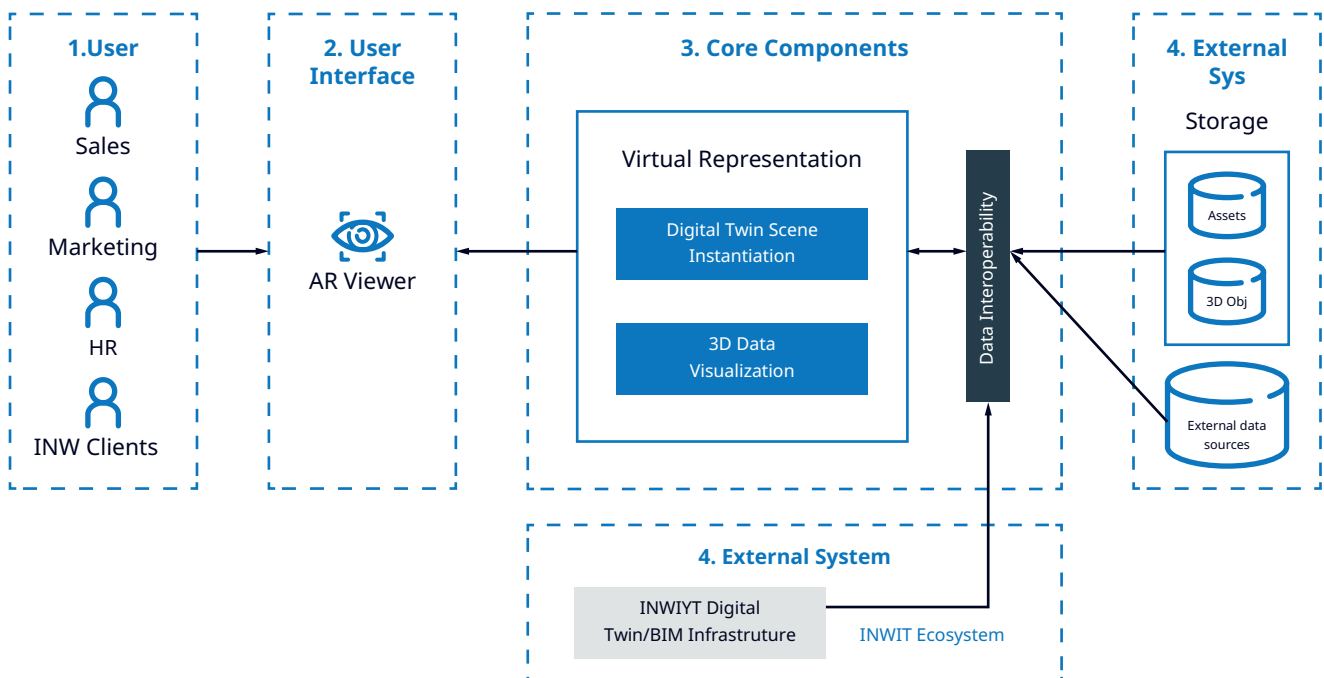 1.User
Sales
Marketing
HR
INW Clients
2. User
Interface
AR Viewer
3. Core Components
Virtual Representation
Digital Twin Scene
Instantiation
3D Data
Visualization
Data Interoperability
4. External
Sys
Storage
Assets
3D Obj
External data
sources
4. External System
INWIYT Digital
Twin/BIM Infrastruture
INWIT Ecosystem